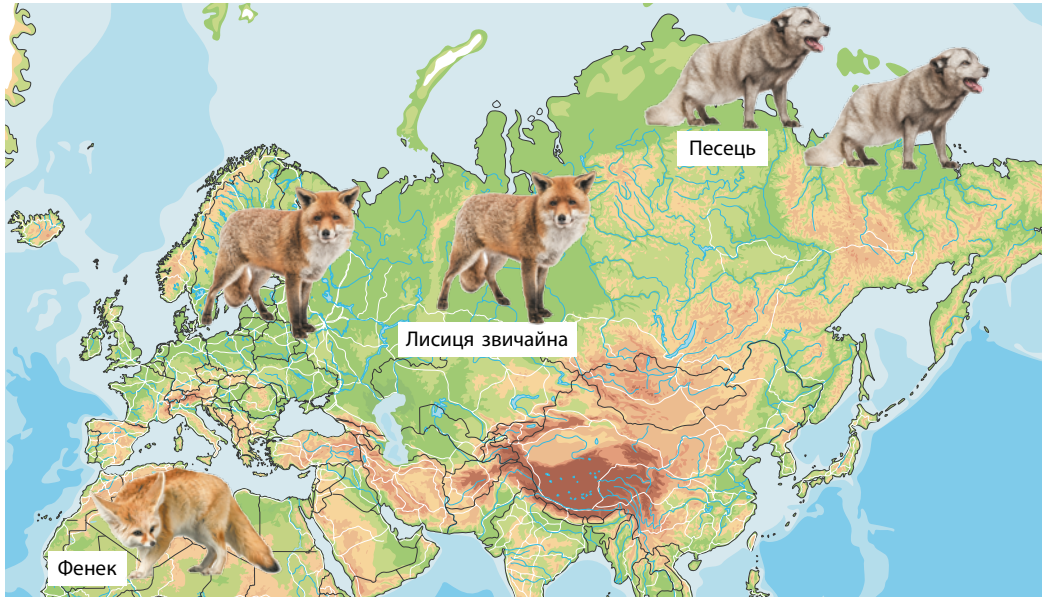 Песець
Лисиця звичайна
Фенек